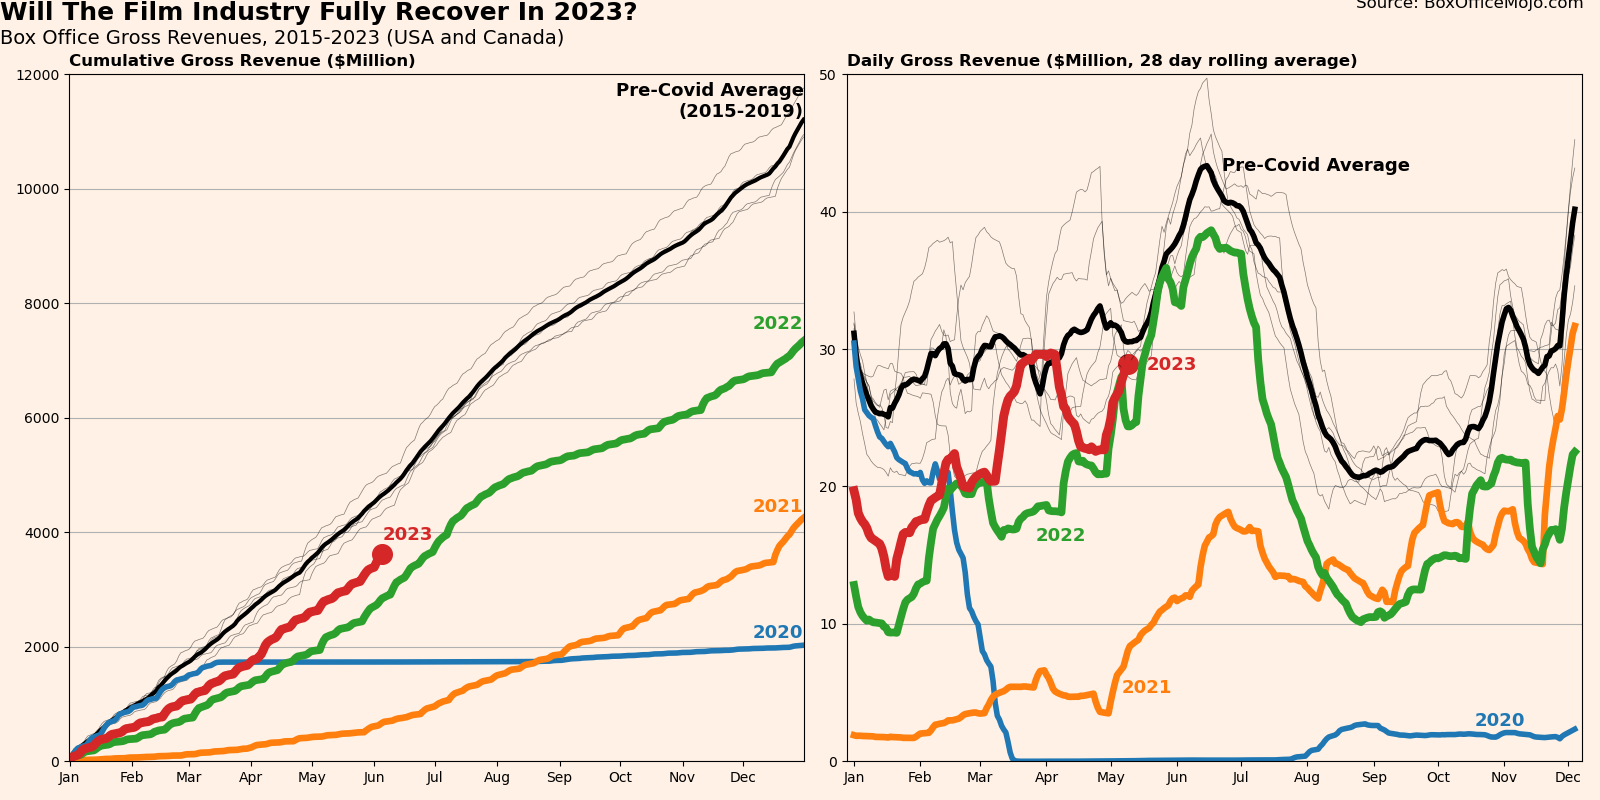 Will The Film Industry Fully Recover In 2023?
Source: BoxOfficeMojo.com
Box Office Gross Revenues, 2015-2023 (USA and Canada)
Cumulative Gross Revenue ($Million)
12000
10000
8000
6000
4000
2000
0
Pre-Covid Average
(2015-2019)
2022
2021
2023
2020
Jan Feb Mar Apr May Jun Jul Aug Sep Oct Nov Dec
Daily Gross Revenue ($Million, 28 day rolling average)
50
40
30
20
10
0
Pre-Covid Average
2023
2022
2021
2020
Jan Feb Mar Apr May Jun Jul Aug Sep Oct Nov Dec